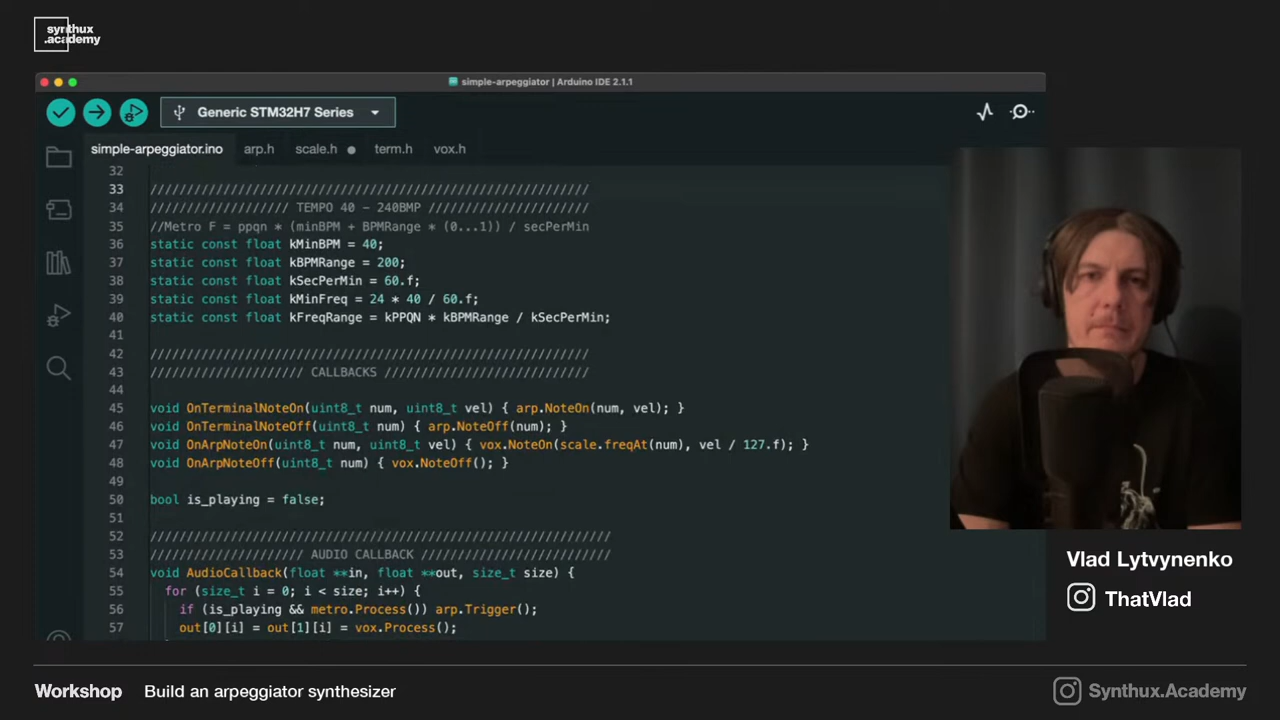 synthux
.academy
simple-arpeggiator | Arduino IDE 2.1.1
Generic STM32H7 Series
simple-arpeggiator.ino arp.h scale.h term.h vox.h
32
33 ////////////////////////////////////////////////////////////
34 /////////////////// TEMPO 40 - 240BMP //////////////////////
35 //Metro F = ppqn * (minBPM + BPMRange * (0...1)) / secPerMin
36 static const float kMinBPM = 40;
37 static const float kBPMRange = 200;
38 static const float kSecPerMin = 60.f;
39 static const float kMinFreq = 24 * 40 / 60.f;
40 static const float kFreqRange = kPPQN * kBPMRange / kSecPerMin;
41
42 ////////////////////////////////////////////////////////////
43 ///////////////////// CALLBACKS ////////////////////////////
44
45 void OnTerminalNoteOn(uint8_t num, uint8_t vel) { arp.NoteOn(num, vel); }
46 void OnTerminalNoteOff(uint8_t num) { arp.NoteOff(num); }
47 void OnArpNoteOn(uint8_t num, uint8_t vel) { vox.NoteOn(scale.freqAt(num), vel / 127.f); }
48 void OnArpNoteOff(uint8_t num) { vox.NoteOff(); }
49
50 bool is_playing = false;
51
52 ///////////////////////////////////////////////////////////////
53 ///////////////////// AUDIO CALLBACK //////////////////////////
54 void AudioCallback(float **in, float **out, size_t size) {
55 for (size_t i = 0; i < size; i++) {
56 if (is_playing && metro.Process()) arp.Trigger();
57 out[0][i] = out[1][i] = vox.Process();
Vlad Lytvynenko
ThatVlad
Workshop Build an arpeggiator synthesizer
Synthux.Academy